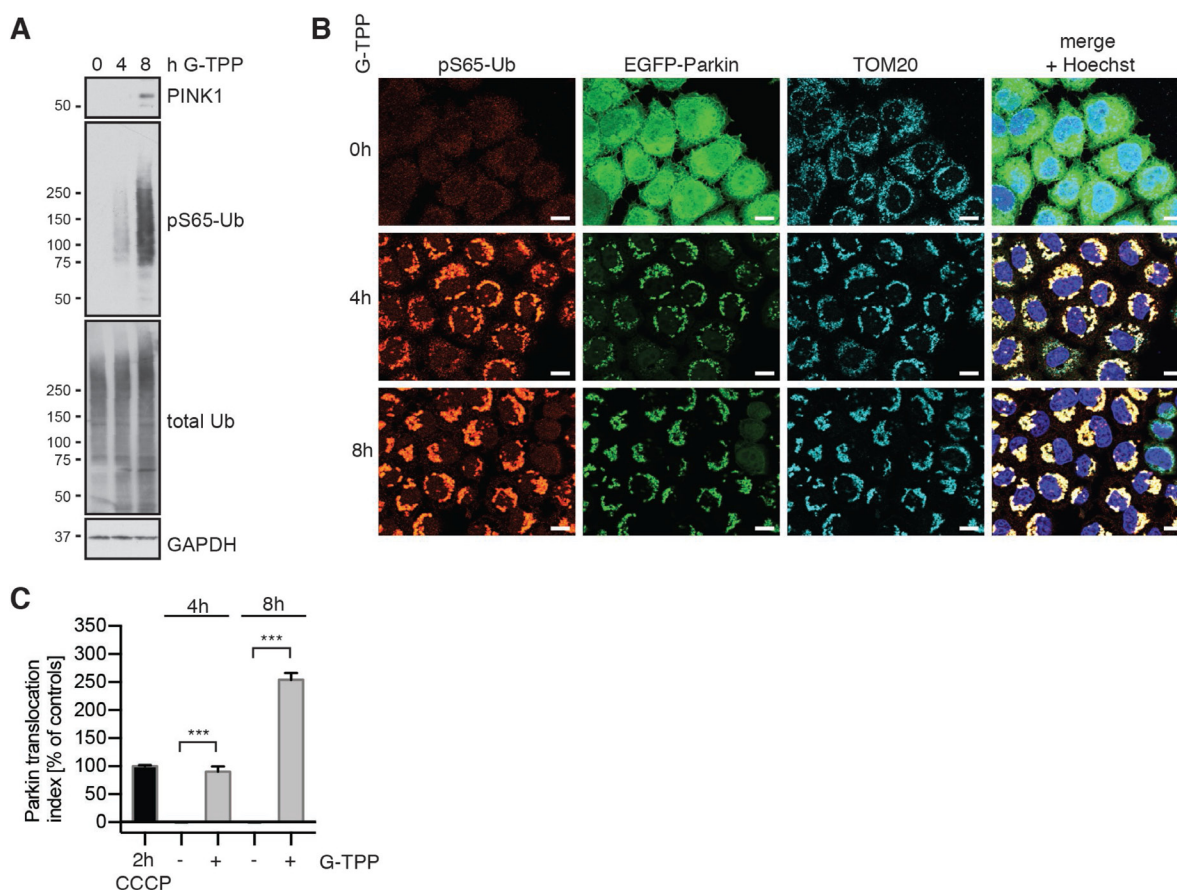 A
0 4 8 h G-TPP
50
PINK1
250
150
100
75
50
pS65-Ub
250
150
100
75
50
total Ub
37
GAPDH
B
G-TPP
pS65-Ub
EGFP-Parkin
TOM20
merge
+ Hoechst
0h
4h
8h
C
4h
8h
Parkin translocation
index [% of controls]
350
300
250
200
150
100
50
0
***
***
2h
CCCP
- + - + G-TPP